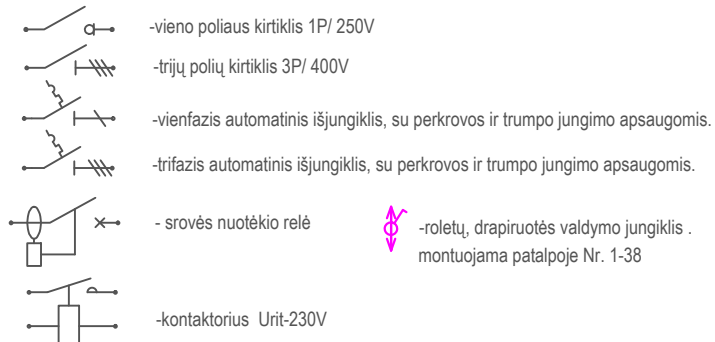 -vieno poliaus kirtiklis 1P/ 250V
-trijų polių kirtiklis 3P/ 400V
-vienfazis automatinis išjungiklis, su perkrovos ir trumpo jungimo apsaugomis.
-trifazis automatinis išjungiklis, su perkrovos ir trumpo jungimo apsaugomis.
- srovės nuotėkio relė
-roletų, drapiruotės valdymo jungiklis .
montuojama patalpoje Nr. 1-38
-kontaktorius Urit-230V